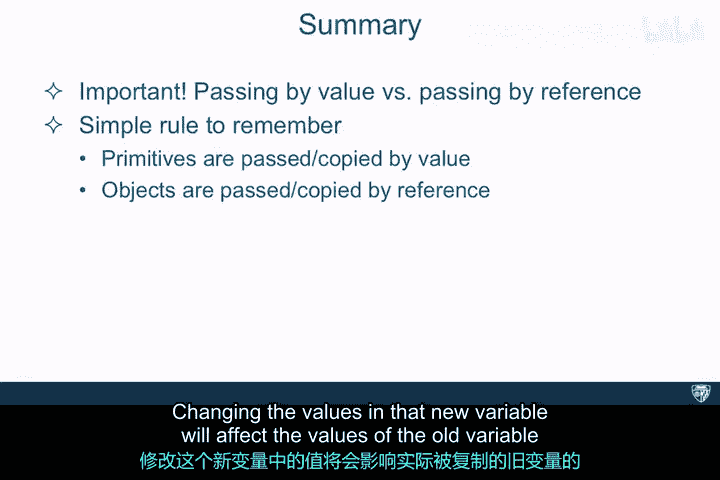 Summary
Important! Passing by value vs. passing by reference
Simple rule to remember
Primitives are passed/copied by value
Objects are passed/copied by reference
Changing the values in that new variable
will affect the values of the old variable
修改这个新变量中的值将会影响实际被复制的旧变量的